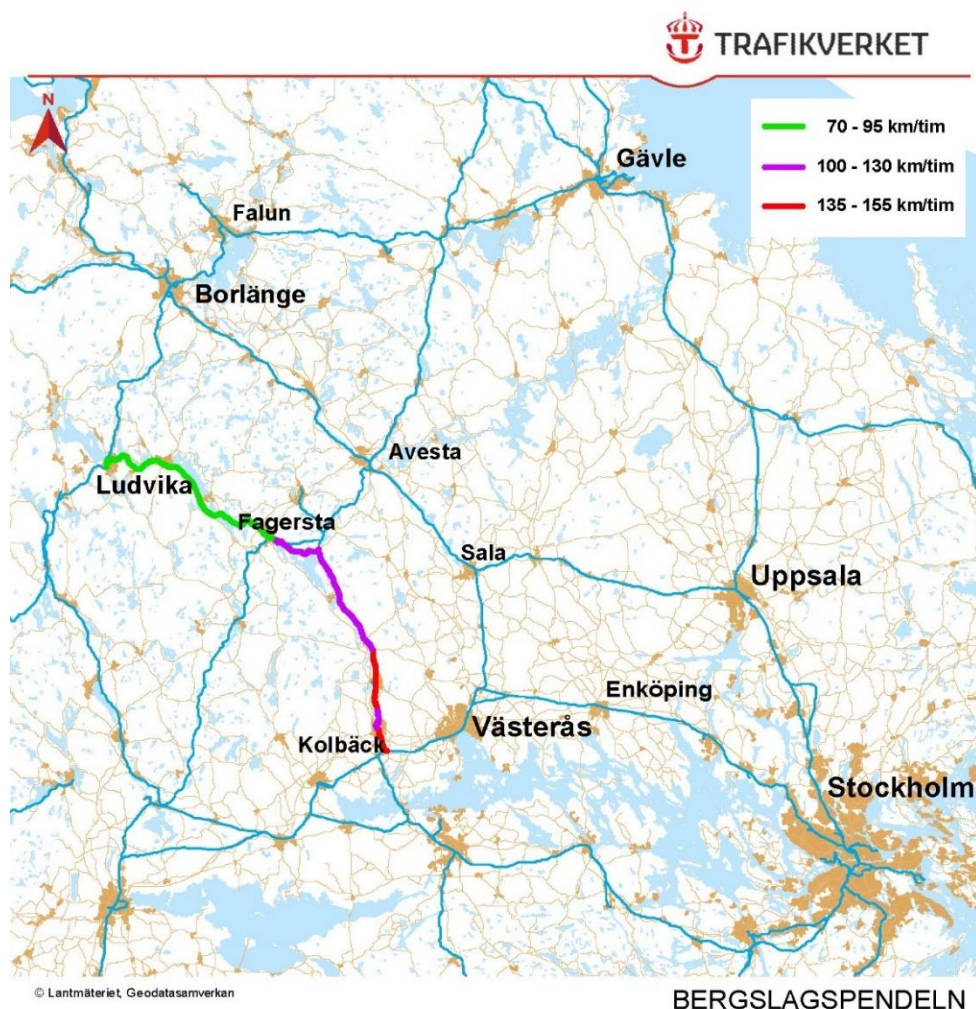 TRAFIKVERKET
N
70 - 95 km/tim
100 - 130 km/tim
135 - 155 km/tim
Gävle
Falun
Borlänge
Avesta
Ludvika
Fagersta
Sala
Uppsala
Enköping
Västerås
Kolbäck
Stockholm
© Lantmäteriet, Geodatasamverkan
BERGSLAGSPENDELN